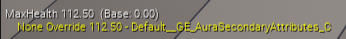 MaxHealth 112.50 (Base: 0.00)
None Override 112.50 - Default__GE_AuraSecondaryAttributes_C